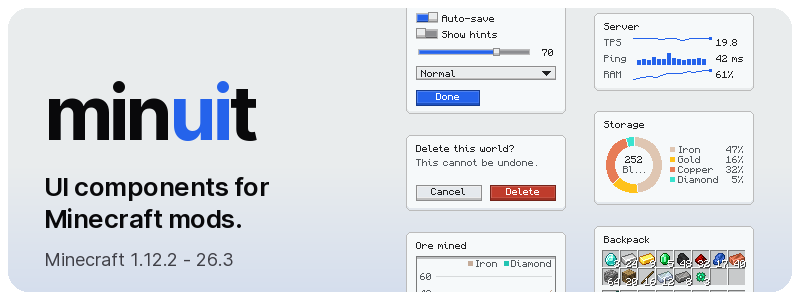 minuit
UI components for
Minecraft mods.
Minecraft 1.12.2 - 26.3
Auto-save
Show hints
70
Normal
Done
Delete this world?
This cannot be undone.
Cancel
Delete
Ore mined
Iron
Diamond
60
Server
TPS
19.8
Ping
42 ms
RAM
61%
Storage
252
Bl...
Iron 47%
Gold 16%
Copper 32%
Diamond 5%
Backpack